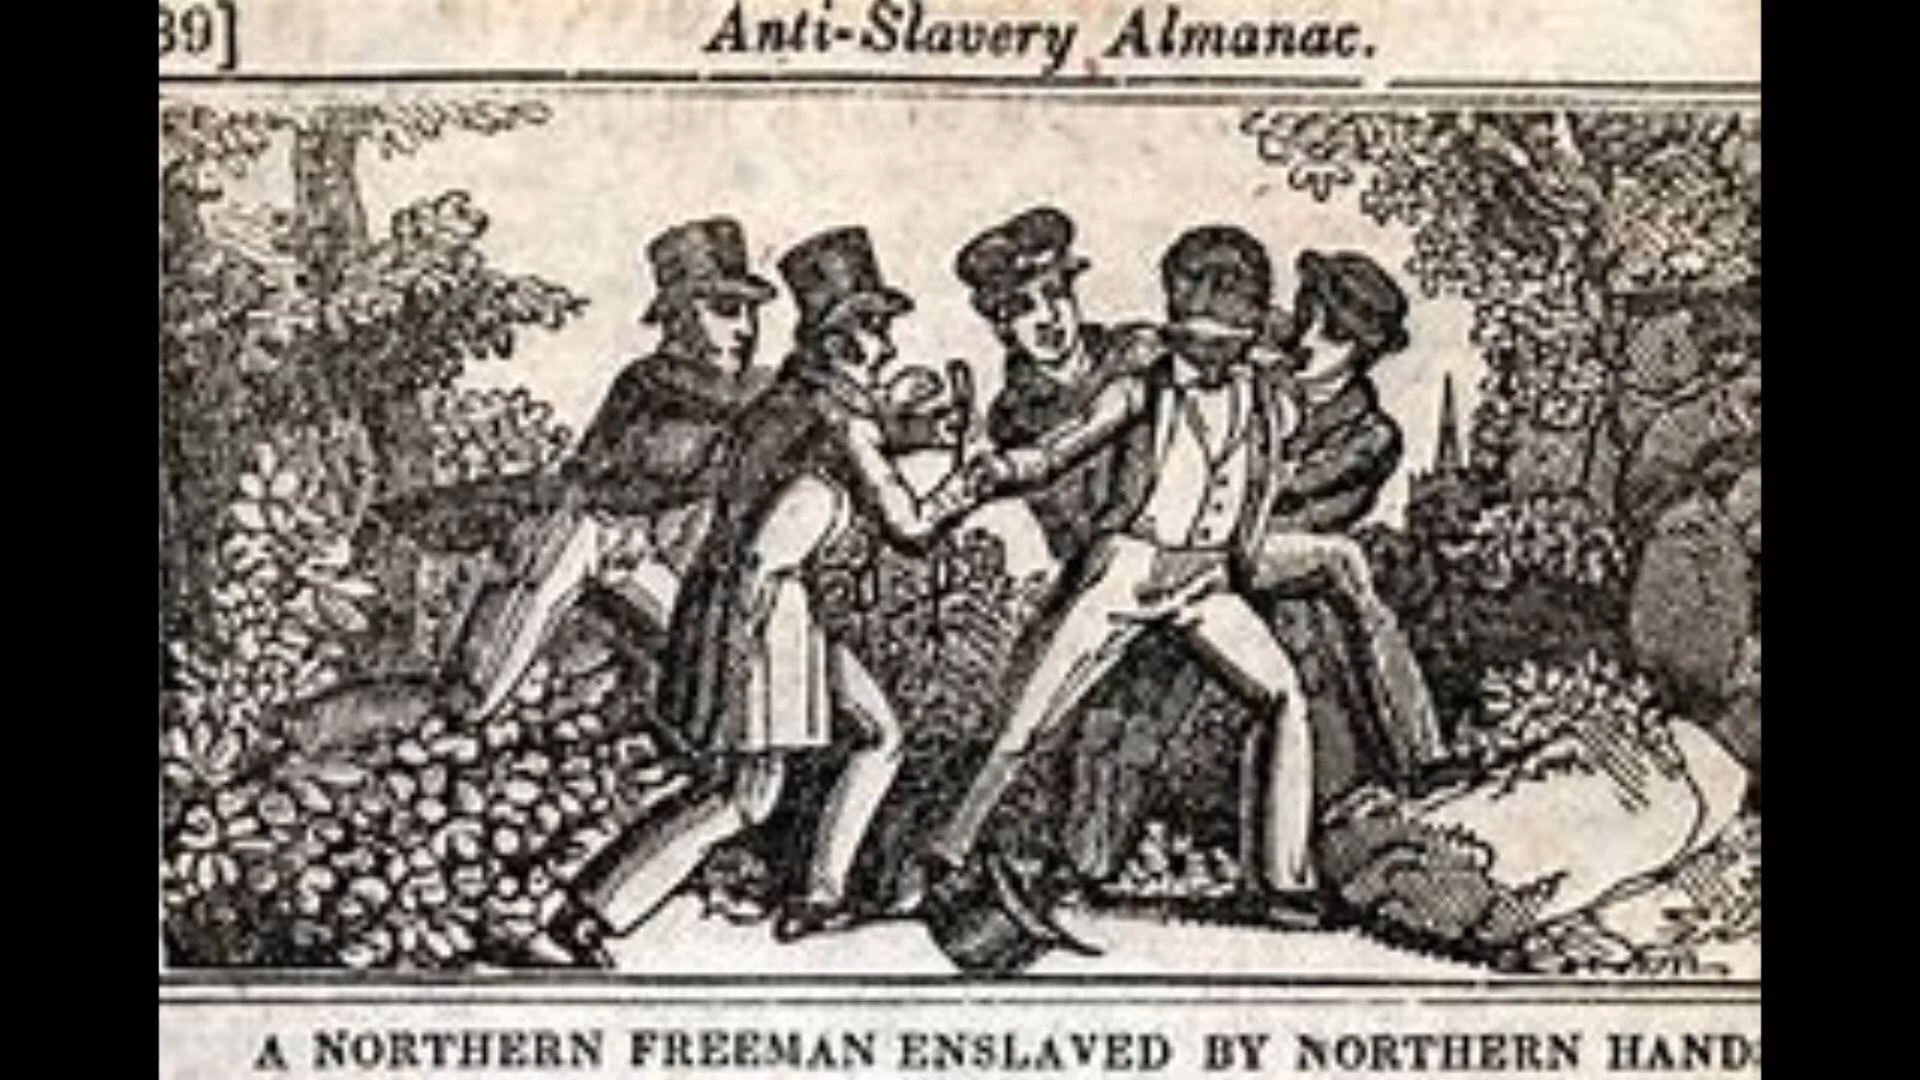 39] Anti-Slavery Almanac.
A NORTHERN FREEMAN ENSLAVED BY NORTHERN HAND